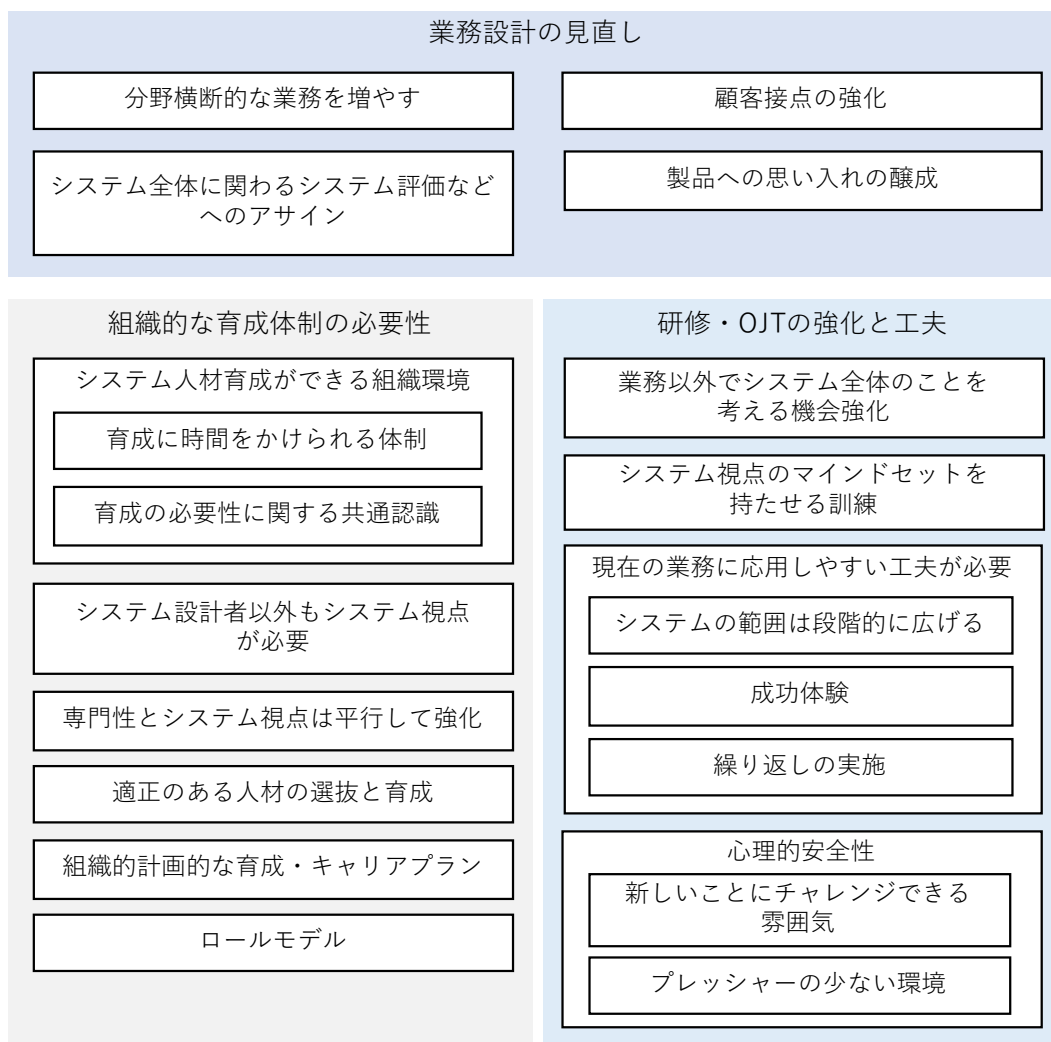 業務設計の見直し
分野横断的な業務を増やす
システム全体に関わるシステム評価など
へのアサイン
顧客接点の強化
製品への思い入れの醸成
組織的な育成体制の必要性
システム人材育成ができる組織環境
育成に時間をかけられる体制
育成の必要性に関する共通認識
システム設計者以外もシステム視点
が必要
専門性とシステム視点は平行して強化
適正のある人材の選抜と育成
組織的計画的な育成・キャリアプラン
ロールモデル
研修・OJTの強化と工夫
業務以外でシステム全体のことを
考える機会強化
システム視点のマインドセットを
持たせる訓練
現在の業務に応用しやすい工夫が必要
システムの範囲は段階的に広げる
成功体験
繰り返しの実施
心理的安全性
新しいことにチャレンジできる
雰囲気
プレッシャーの少ない環境